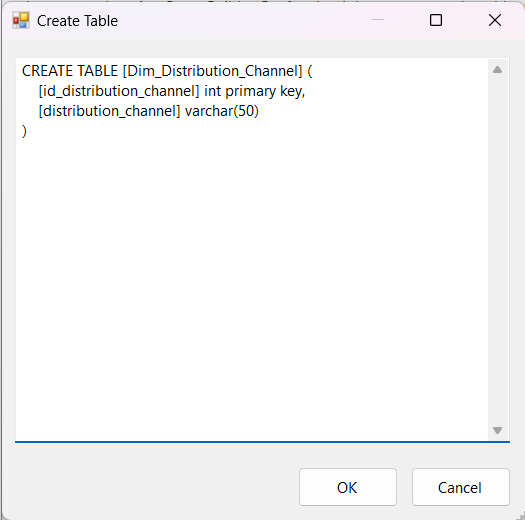 Create Table
CREATE TABLE [Dim_Distribution_Channel] (
    [id_distribution_channel] int primary key,
    [distribution_channel] varchar(50)
)
OK
Cancel